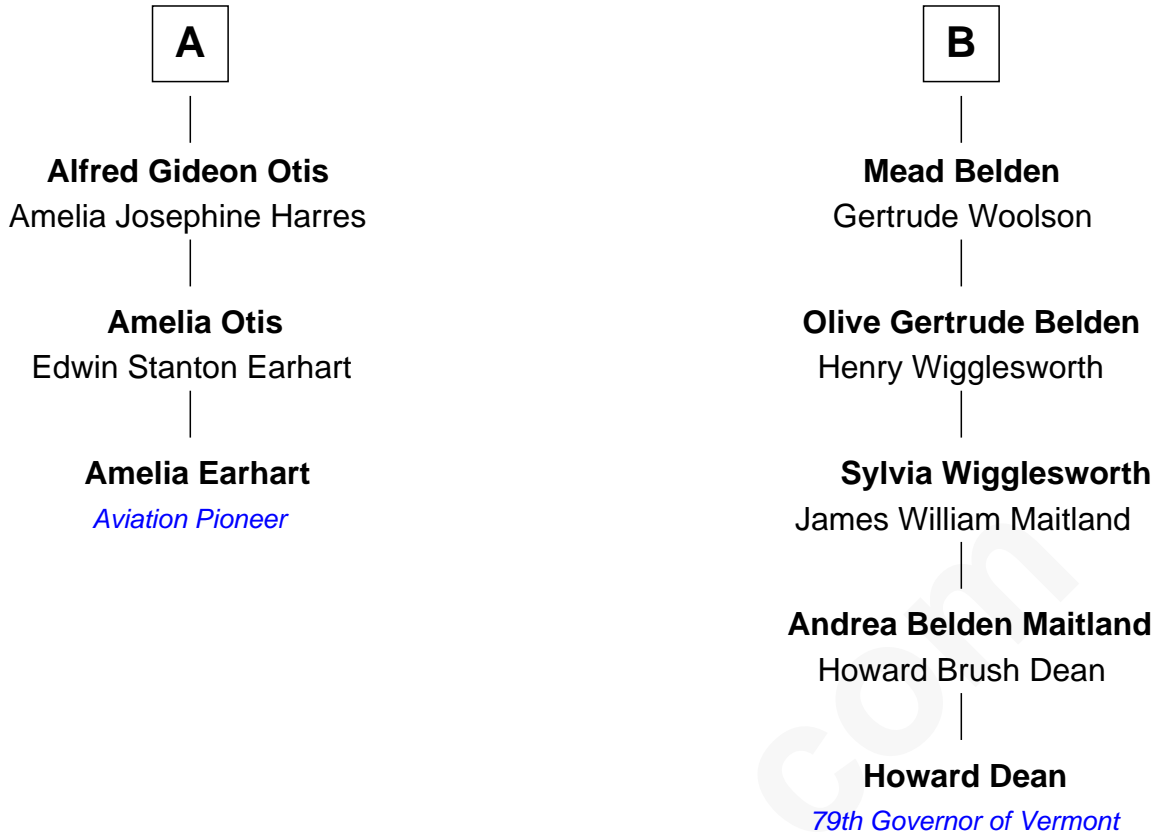 A
Alfred Gideon Otis
Amelia Josephine Harres
Amelia Otis
Edwin Stanton Earhart
Amelia Earhart
Aviation Pioneer
B
Mead Belden
Gertrude Woolson
Olive Gertrude Belden
Henry Wigglesworth
Sylvia Wigglesworth
James William Maitland
Andrea Belden Maitland
Howard Brush Dean
Howard Dean
79th Governor of Vermont
com